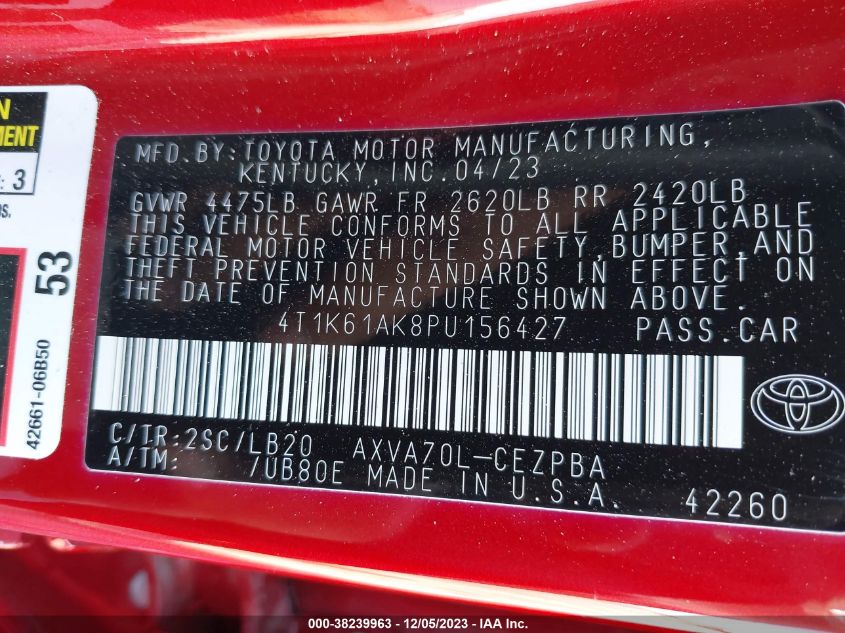 N
MENT
: 3
DS.
53
42661-06B50
MFD.BY:TOYOTA MOTOR MANUFACTURING,
KENTUCKY,INC.04/23
GVWR 4475LB GAWR FR 2620LB RR 2420LB
THIS VEHICLE CONFORMS TO ALL APPLICABLE
FEDERAL MOTOR VEHICLE SAFETY,BUMPER,AND
THEFT PREVENTION STANDARDS IN EFFECT ON
THE DATE OF MANUFACTURE SHOWN ABOVE.
4T1K61AK8PU156427 PASS.CAR
C/TR:2SC/LB20 AXVA70L-CEZPBA
A/TM: /UB80E MADE IN U.S.A. 42260
000-38239963 - 12/05/2023 - IAA Inc.